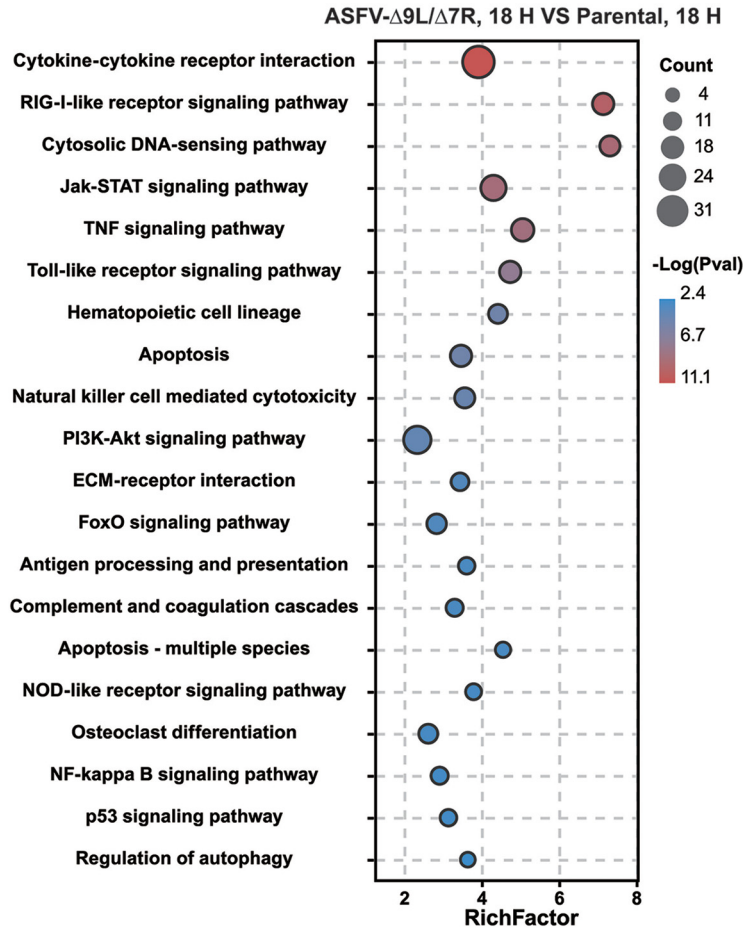 ASFV-Δ9L/Δ7R, 18 H VS Parental, 18 H
Cytokine-cytokine receptor interaction
RIG-I-like receptor signaling pathway
Cytosolic DNA-sensing pathway
Jak-STAT signaling pathway
TNF signaling pathway
Toll-like receptor signaling pathway
Hematopoietic cell lineage
Apoptosis
Natural killer cell mediated cytotoxicity
PI3K-Akt signaling pathway
ECM-receptor interaction
FoxO signaling pathway
Antigen processing and presentation
Complement and coagulation cascades
Apoptosis - multiple species
NOD-like receptor signaling pathway
Osteoclast differentiation
NF-kappa B signaling pathway
p53 signaling pathway
Regulation of autophagy
2 4 6 8
RichFactor
Count
4
11
18
24
31
-Log(Pval)
2.4
6.7
11.1